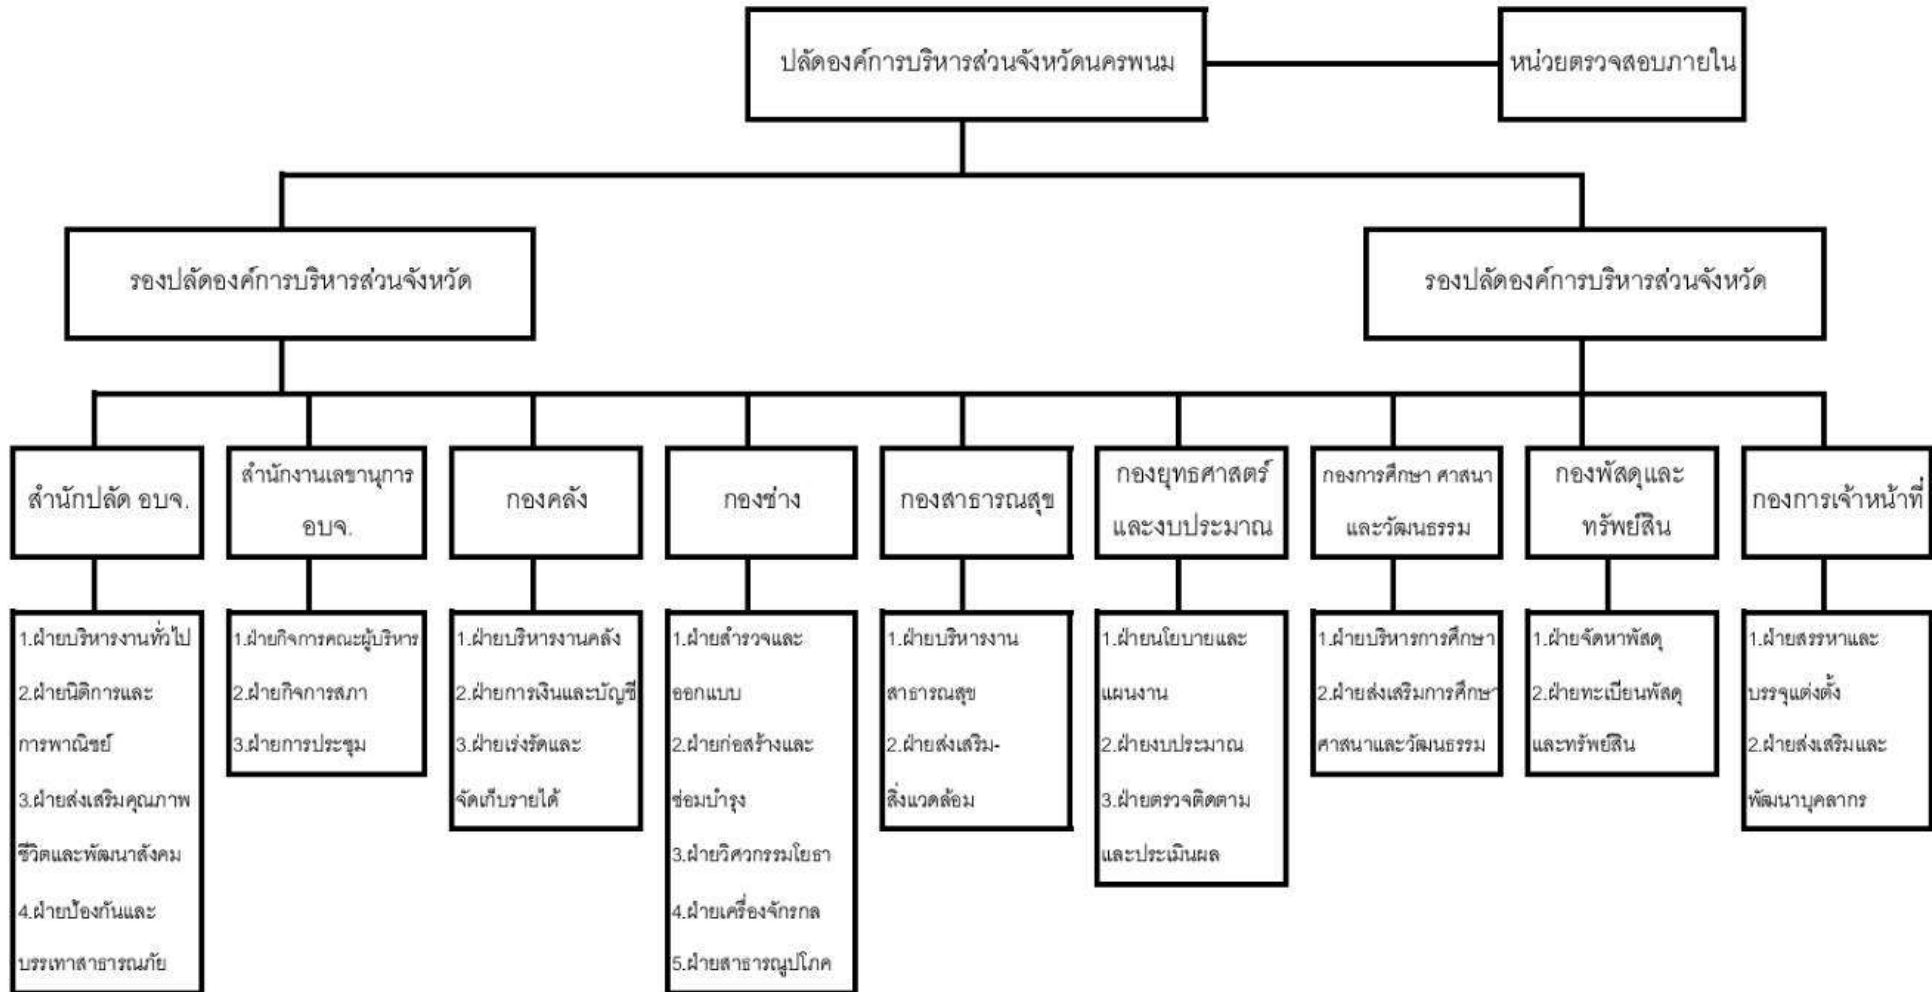 ปลัดองค์การบริหารส่วนจังหวัดนครพนม
หน่วยตรวจสอบภายใน
รองปลัดองค์การบริหารส่วนจังหวัด
รองปลัดองค์การบริหารส่วนจังหวัด
สำนักปลัด อบจ.
สำนักงานเลขานุการ
อบจ.
กองคลัง
กองช่าง
กองสาธารณสุข
กองยุทธศาสตร์
และงบประมาณ
กองการศึกษา ศาสนา
และวัฒนธรรม
กองพัสดุและ
ทรัพย์สิน
กองการเจ้าหน้าที่
1.ฝ่ายบริหารงานทั่วไป
2.ฝ่ายนิติการและ
การพาณิชย์
3.ฝ่ายส่งเสริมคุณภาพ
ชีวิตและพัฒนาสังคม
4.ฝ่ายป้องกันและ
บรรเทาสาธารณภัย
1.ฝ่ายกิจการคณะผู้บริหาร
2.ฝ่ายกิจการสภา
3.ฝ่ายการประชุม
1.ฝ่ายบริหารงานคลัง
2.ฝ่ายการเงินและบัญชี
3.ฝ่ายเร่งรัดและ
จัดเก็บรายได้
1.ฝ่ายสำรวจและ
ออกแบบ
2.ฝ่ายก่อสร้างและ
ซ่อมบำรุง
3.ฝ่ายวิศวกรรมโยธา
4.ฝ่ายเครื่องจักรกล
5.ฝ่ายสาธารณูปโภค
1.ฝ่ายบริหารงาน
สาธารณสุข
2.ฝ่ายส่งเสริม-
สิ่งแวดล้อม
1.ฝ่ายนโยบายและ
แผนงาน
2.ฝ่ายงบประมาณ
3.ฝ่ายตรวจติดตาม
และประเมินผล
1.ฝ่ายบริหารการศึกษา
2.ฝ่ายส่งเสริมการศึกษา
ศาสนาและวัฒนธรรม
1.ฝ่ายจัดหาพัสดุ
2.ฝ่ายทะเบียนพัสดุ
และทรัพย์สิน
1.ฝ่ายสรรหาและ
บรรจุแต่งตั้ง
2.ฝ่ายส่งเสริมและ
พัฒนาบุคลากร